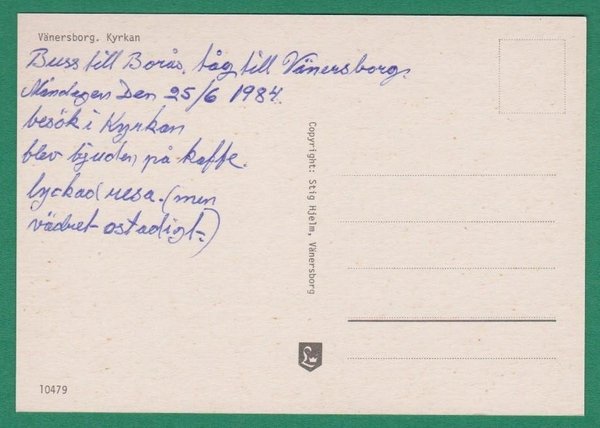 Vänersborg. Kyrkan
Buss till Borås, tåg till Vänersborg.
Måndagen Den 25/6 1984.
besök i Kyrkan
blev bjuden på kaffe.
lyckad resa. (men
vädret ostadigt.)
Copyright: Stig Hjelm, Vänersborg
10479